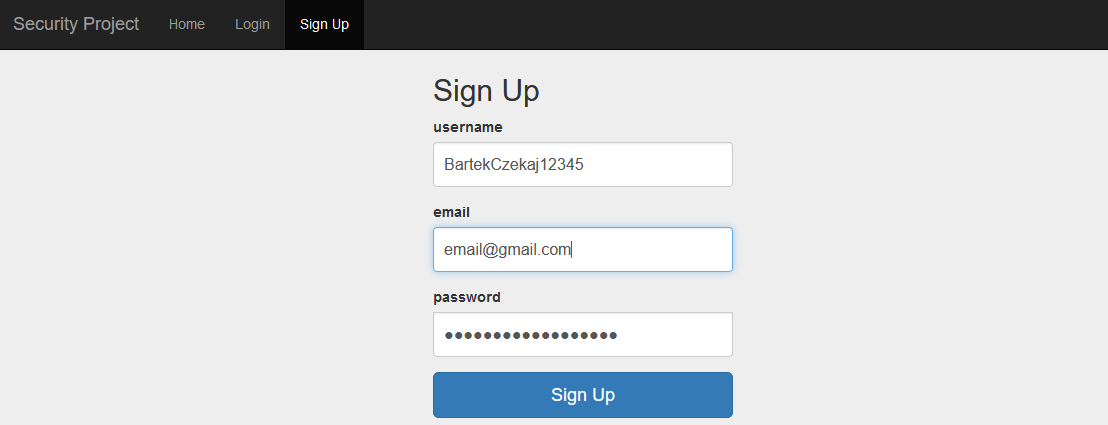 Security Project Home Login Sign Up
Sign Up
username
BartekCzekaj12345
email
email@gmail.com
password
●●●●●●●●●●●●●●●●●●
Sign Up